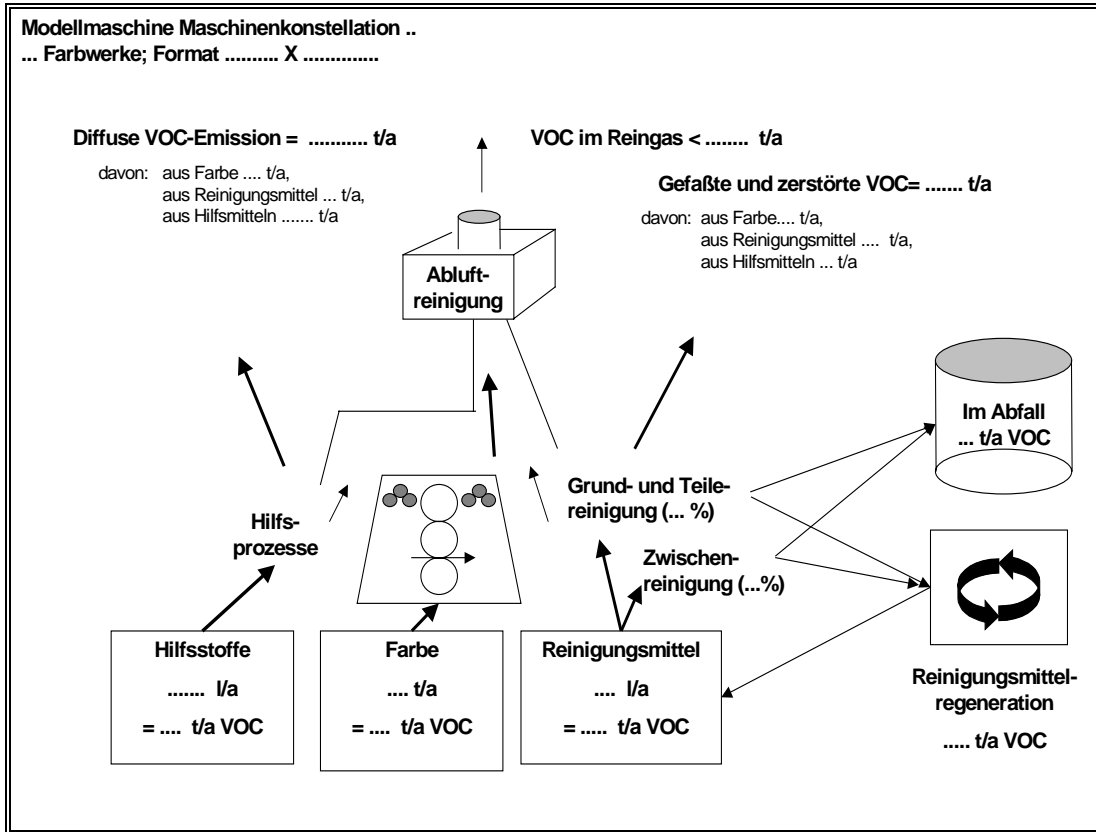 Modellmaschine Maschinenkonstellation ..
... Farbwerke; Format .......... X ..............
Diffuse VOC-Emission = ........... t/a
davon: aus Farbe .... t/a,
aus Reinigungsmittel ... t/a,
aus Hilfsmitteln ....... t/a
VOC im Reingas < ........ t/a
Gefaßte und zerstörte VOC= ....... t/a
davon: aus Farbe.... t/a,
aus Reinigungsmittel .... t/a,
aus Hilfsmitteln ... t/a
Abluft-
reinigung
Im Abfall
... t/a VOC
Hilfs-
prozesse
Grund- und Teile-
reinigung (... %)
Zwischen-
reinigung (...%)
Hilfsstoffe
....... l/a
= .... t/a VOC
Farbe
.... t/a
= .... t/a VOC
Reinigungsmittel
.... l/a
= ..... t/a VOC
Reinigungsmittel-
regeneration
..... t/a VOC